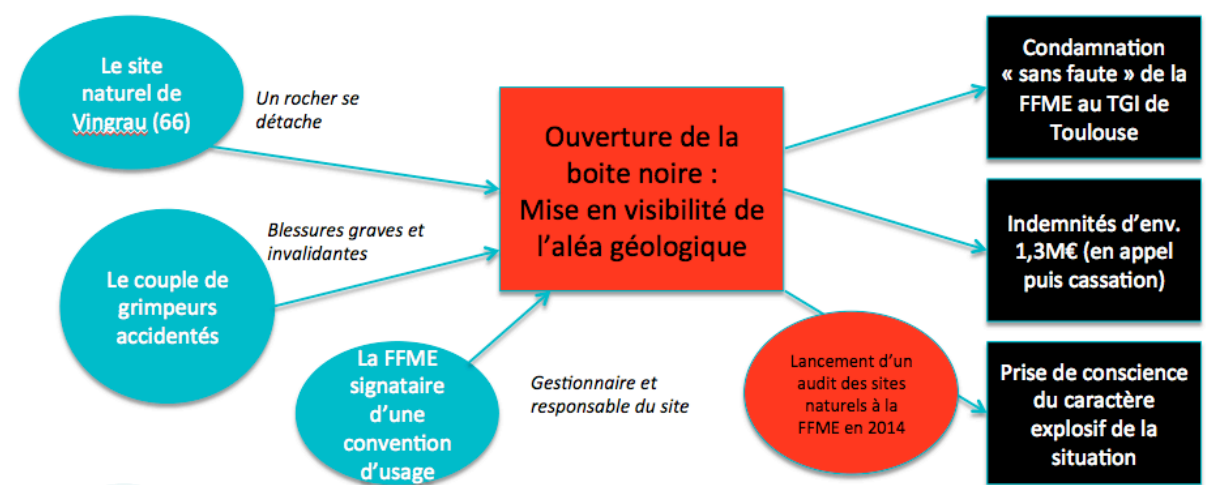 Le site
naturel de
Vingrau (66)
Un rocher se
détache
Le couple de
grimpeurs
accidentés
Blessures graves et
invalidantes
La FFME
signataire
d’une
convention
d’usage
Gestionnaire et
responsable du site
Ouverture de la
boite noire :
Mise en visibilité de
l’aléa géologique
Lancement d’un
audit des sites
naturels à la
FFME en 2014
Condamnation
« sans faute » de la
FFME au TGI de
Toulouse
Indemnités d’env.
1,3M€ (en appel
puis cassation)
Prise de conscience
du caractère
explosif de la
situation